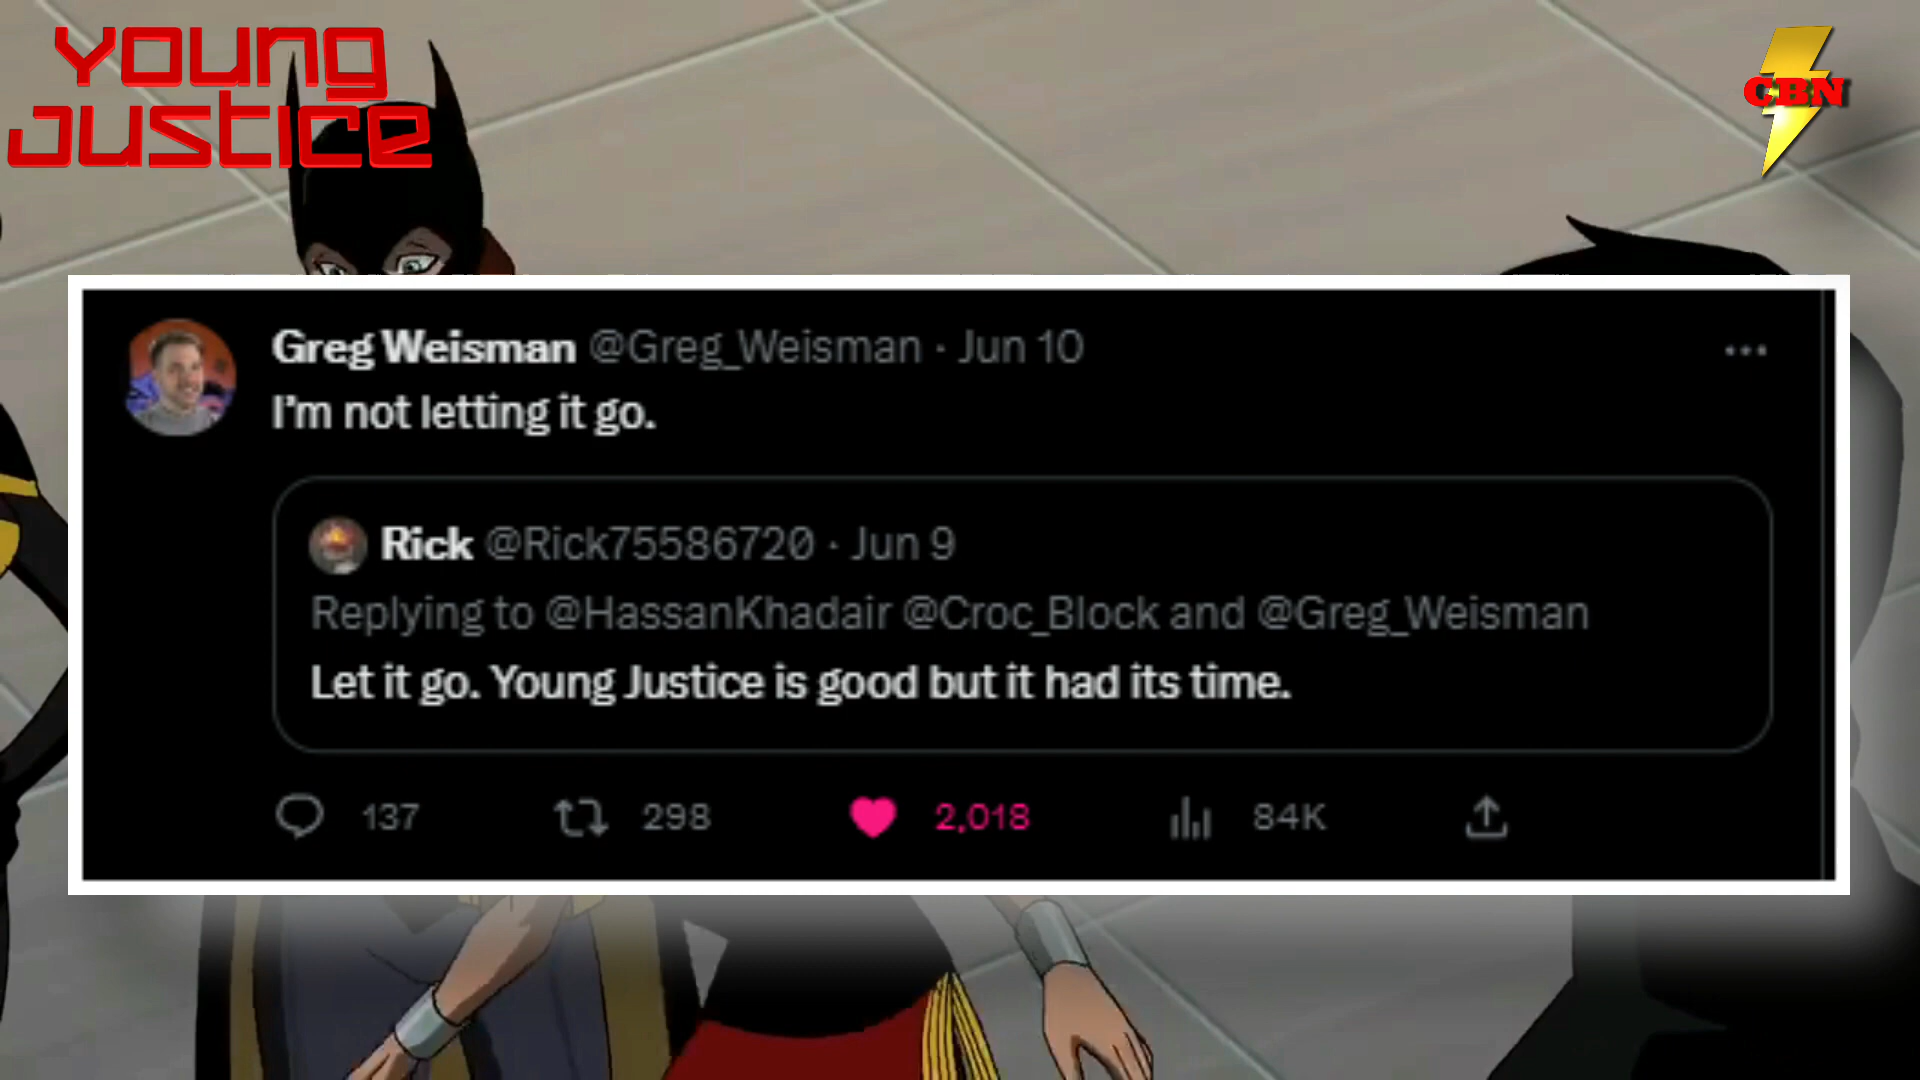 Young
Justice
CBN
Greg Weisman @Greg_Weisman · Jun 10
I'm not letting it go.
Rick @Rick75586720 · Jun 9
Replying to @HassanKhadair @Croc_Block and @Greg_Weisman
Let it go. Young Justice is good but it had its time.
137 298 2,018 84K